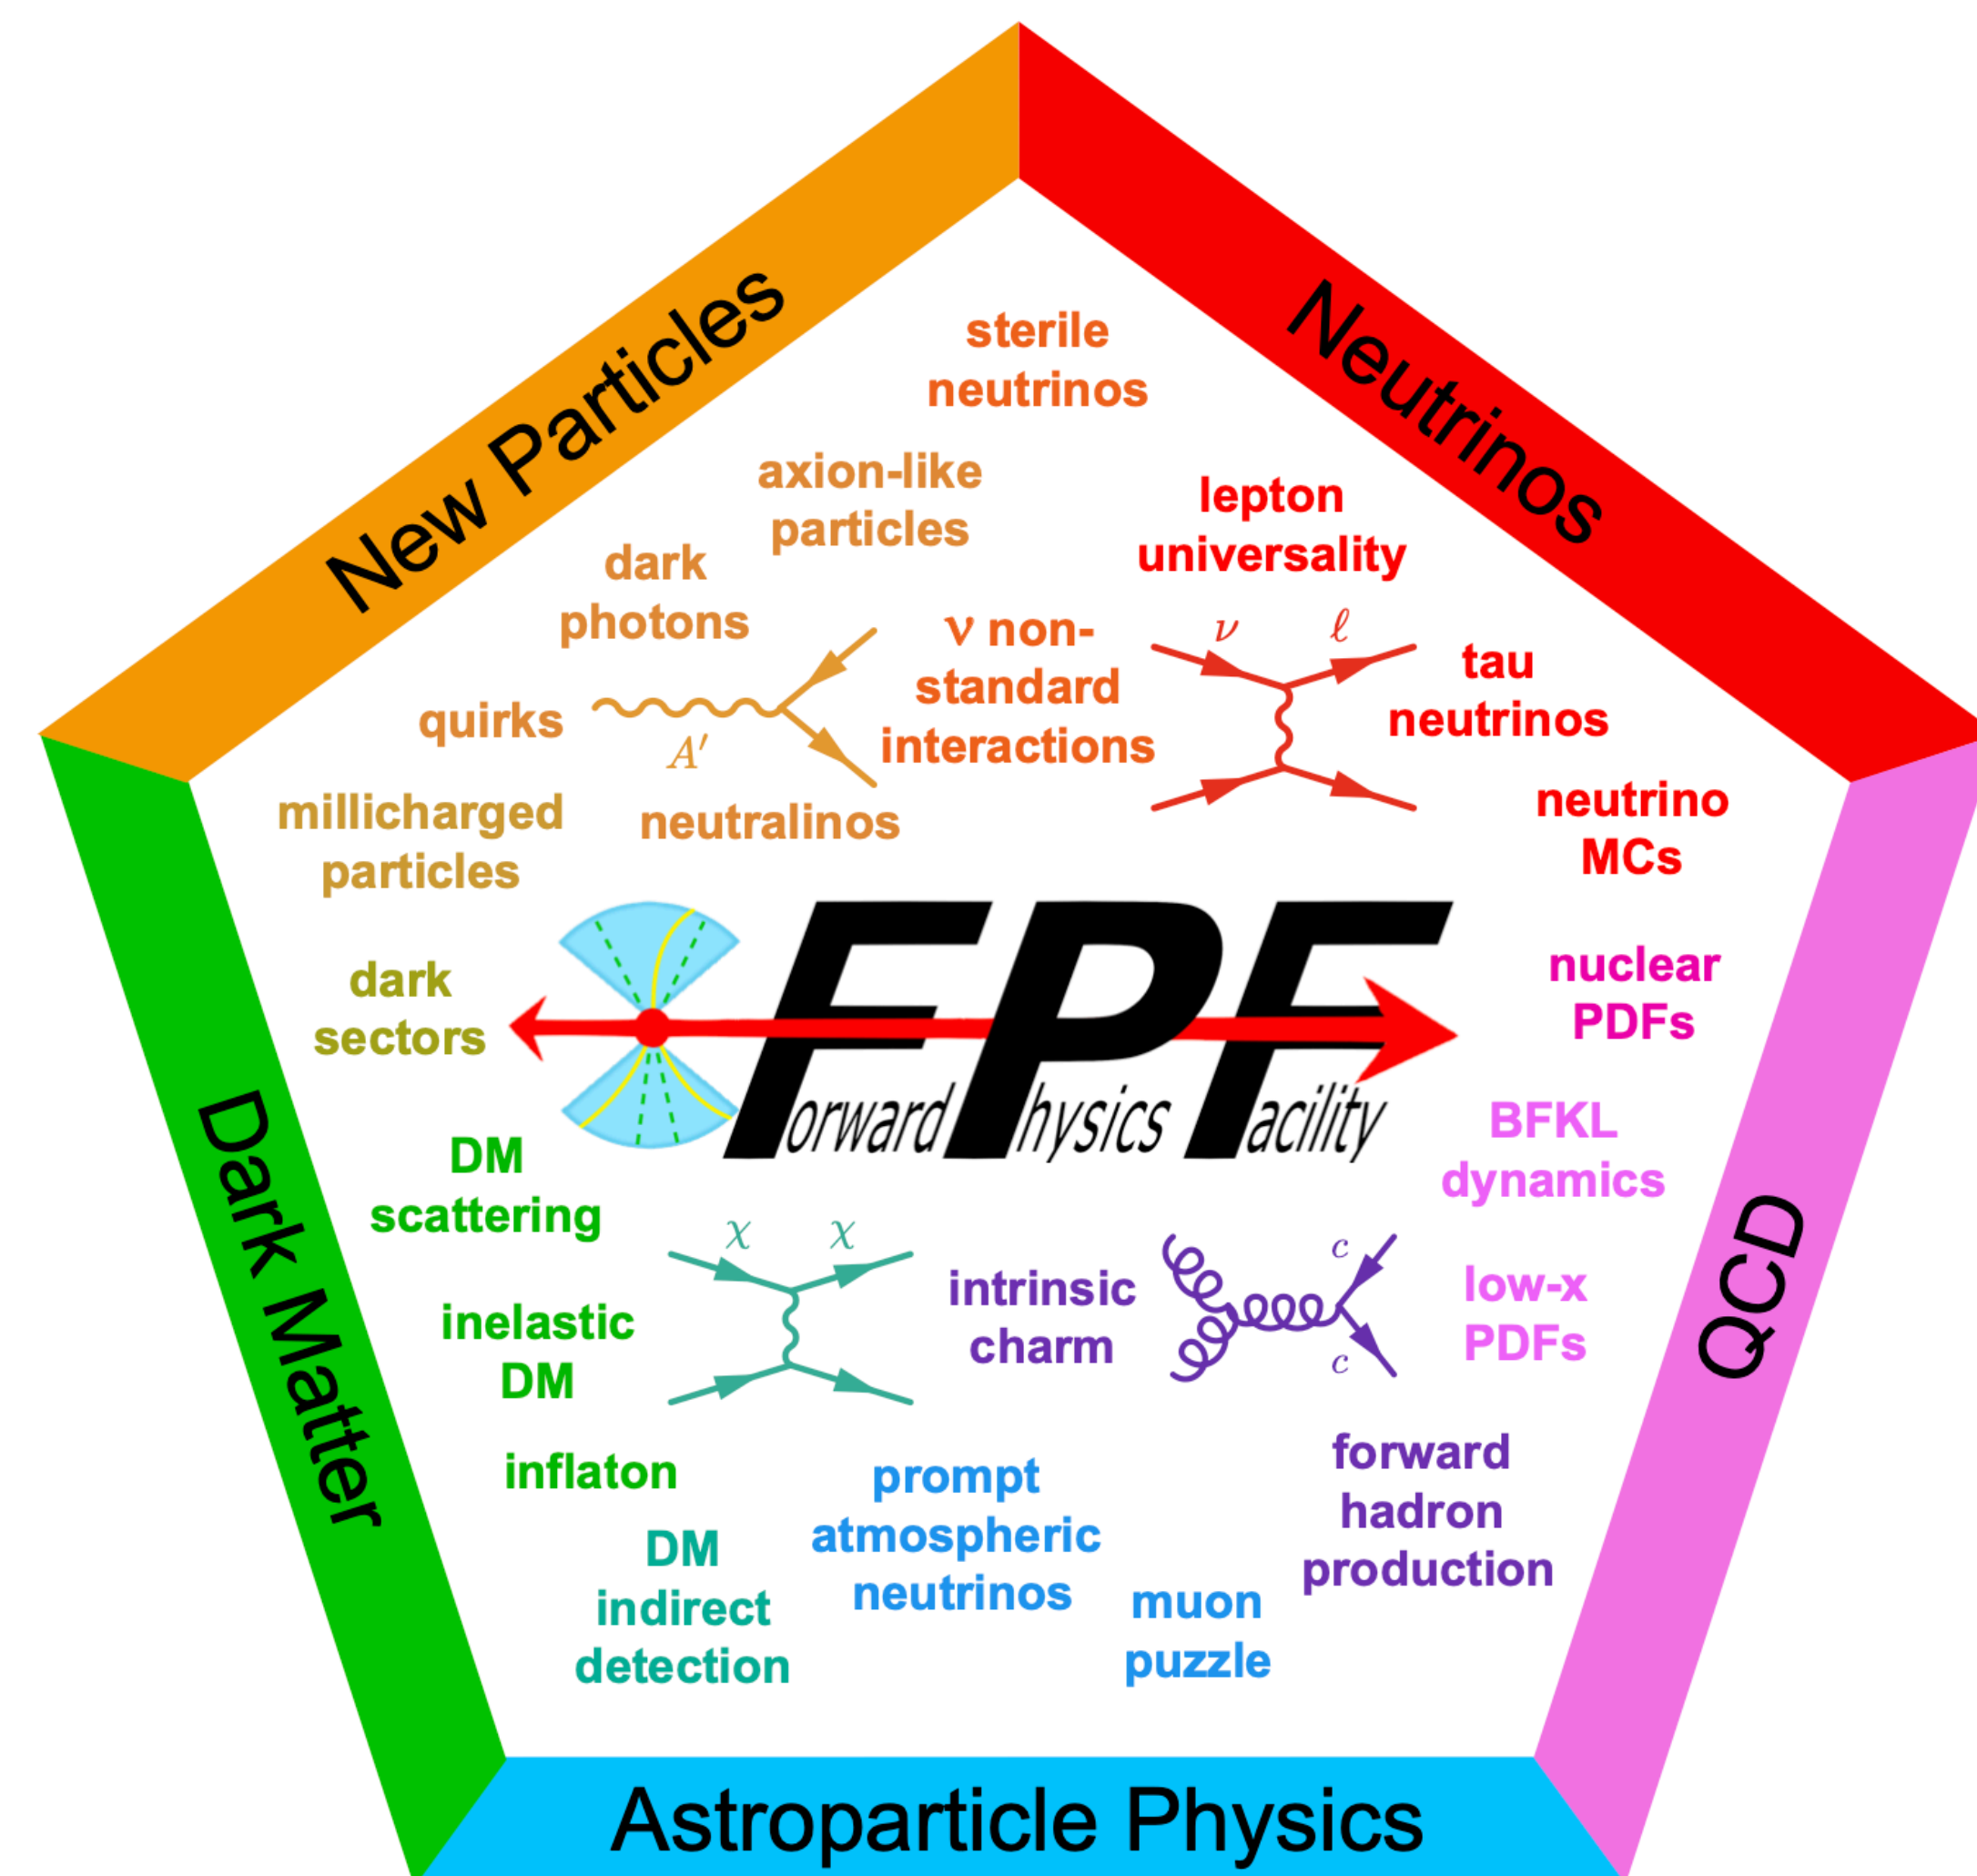 New Particles
Neutrinos
sterile
neutrinos
axion-like
particles
lepton
universality
dark
photons
ν non-
standard
interactions
ν
ℓ
tau
neutrinos
quirks
A′
millicharged
particles
neutralinos
neutrino
MCs
dark
sectors
FPF
Forward Physics Facility
nuclear
PDFs
BFKL
dynamics
Dark Matter
QCD
DM
scattering
χ
χ
intrinsic
charm
c
c
low-x
PDFs
inelastic
DM
inflaton
prompt
atmospheric
neutrinos
forward
hadron
production
DM
indirect
detection
muon
puzzle
Astroparticle Physics